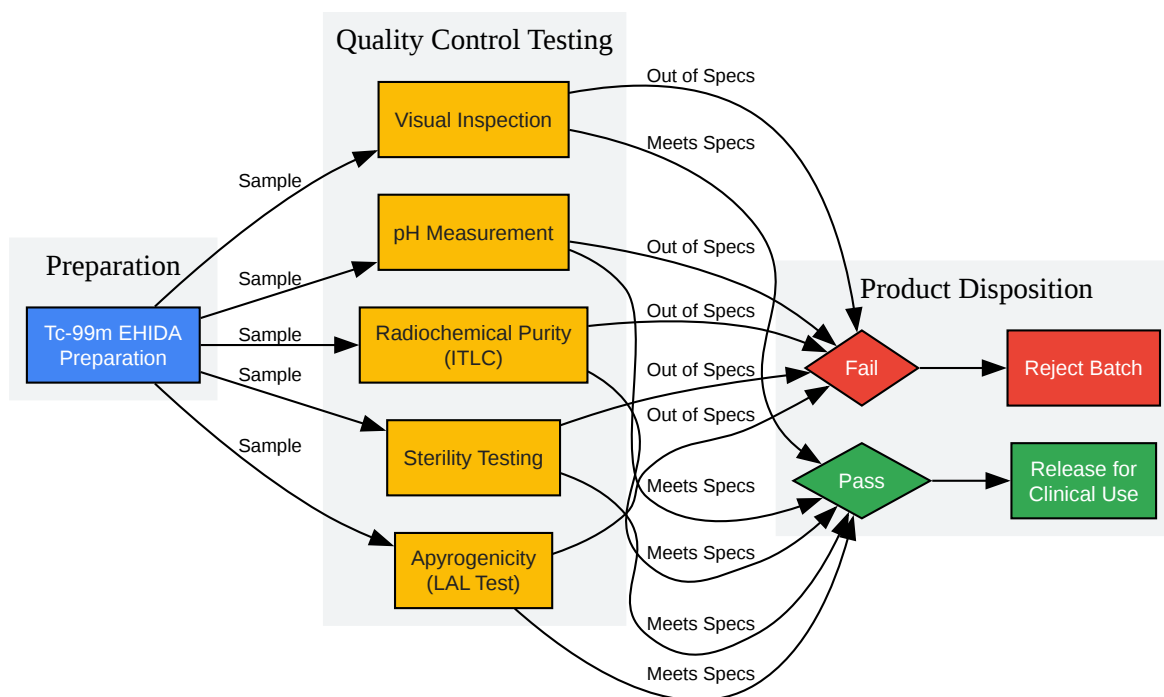 Quality Control Testing
Out of Specs
Visual Inspection
Meets Specs
Sample
pH Measurement
Out of Specs
Preparation
Product Disposition
Sample
Tc-99m EHIDA
Preparation
Sample
Radiochemical Purity
(ITLC)
Out of Specs
Fail
Reject Batch
Sample
Out of Specs
Out of Specs
Sample
Sterility Testing
Meets Specs
Pass
Release for
Clinical Use
Apyrogenicity
(LAL Test)
Meets Specs
Meets Specs
Meets Specs